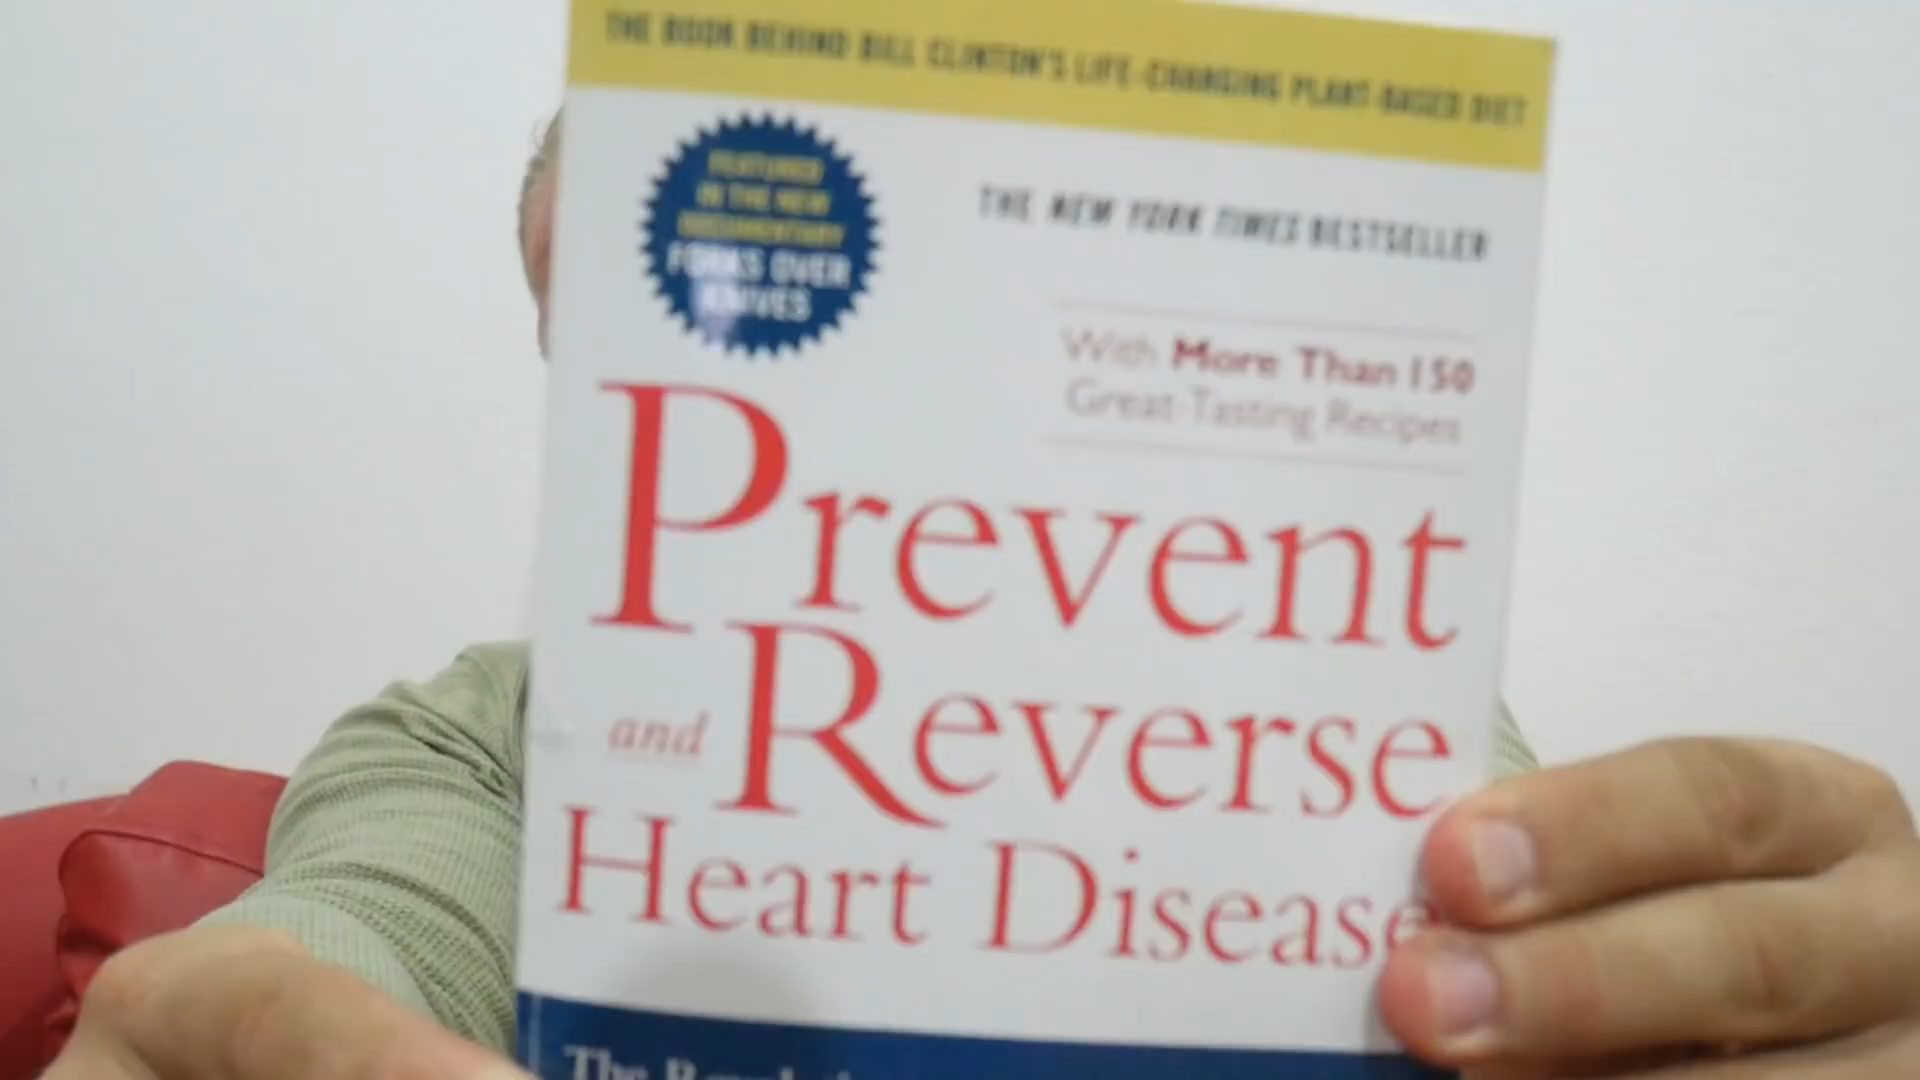 THE BOOK BEHIND BILL CLINTON'S LIFE-CHANGING PLANT-BASED DIET
FEATURED
IN THE NEW
DOCUMENTARY
FORKS OVER
KNIVES
THE NEW YORK TIMES BESTSELLER
With More Than 150
Great-Tasting Recipes
Prevent
and Reverse
Heart Disease
The